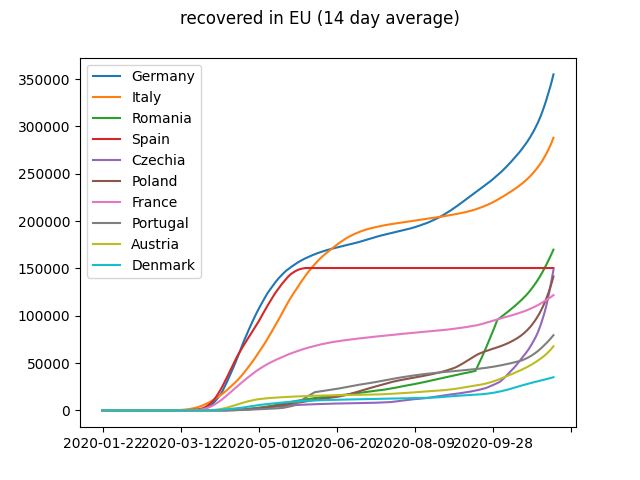 recovered in EU (14 day average)
350000
300000
250000
200000
150000
100000
50000
0
Germany
Italy
Romania
Spain
Czechia
Poland
France
Portugal
Austria
Denmark
2020-01-22 2020-03-12 2020-05-01 2020-06-20 2020-08-09 2020-09-28